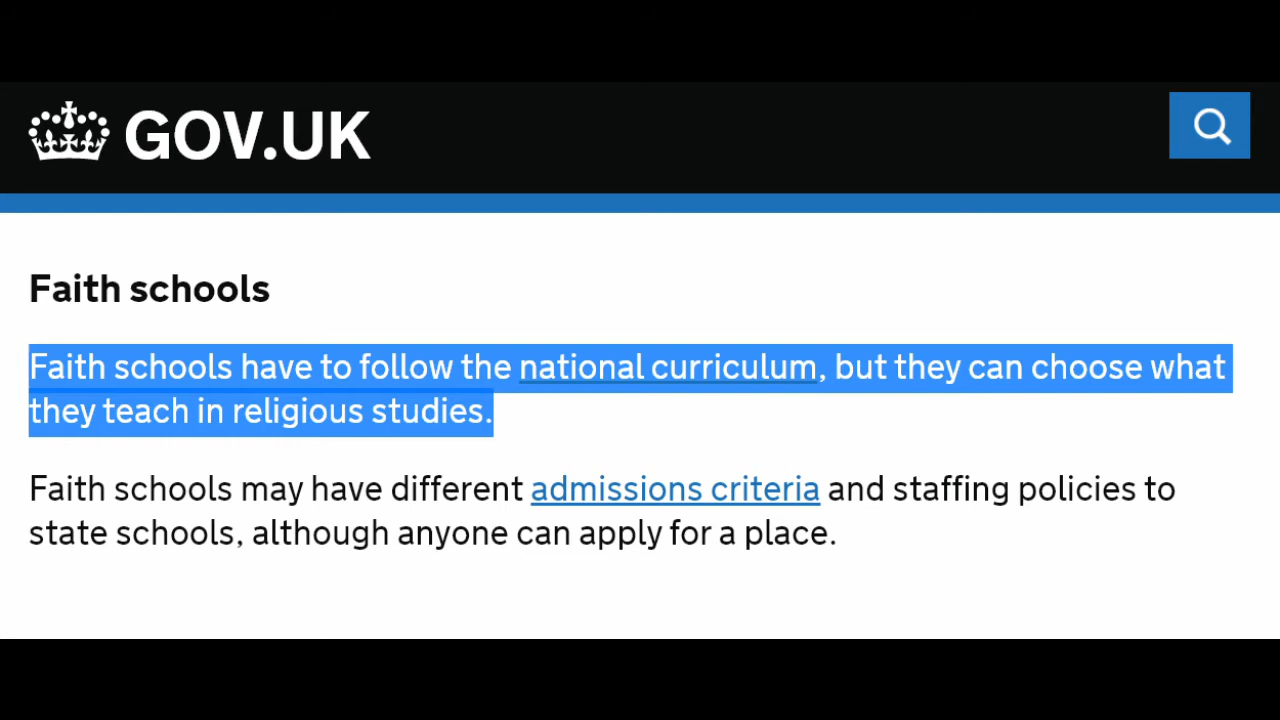 GOV.UK
Faith schools
Faith schools have to follow the national curriculum, but they can choose what
they teach in religious studies.
Faith schools may have different admissions criteria and staffing policies to
state schools, although anyone can apply for a place.